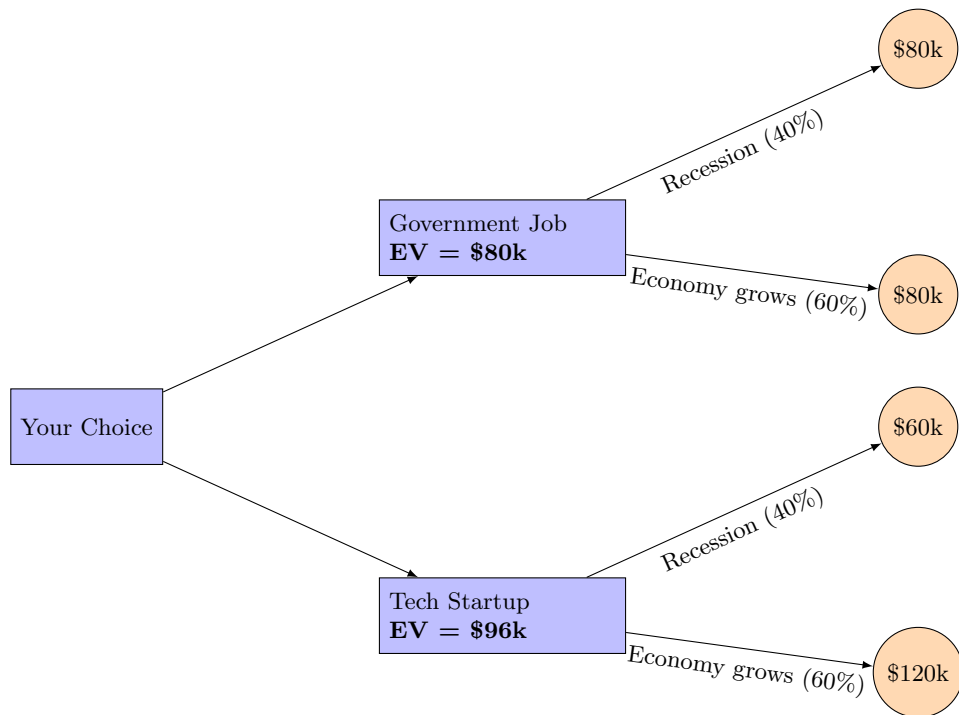 $80k
Recession (40%)
Government Job
EV = $80k
Economy grows (60%)
$80k
Your Choice
$60k
Recession (40%)
Tech Startup
EV = $96k
Economy grows (60%)
$120k